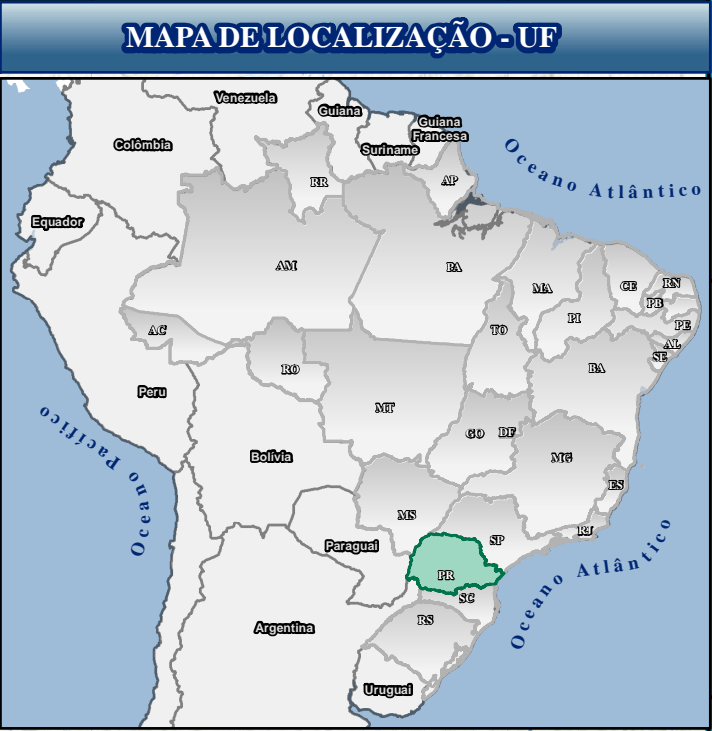 MAPA DE LOCALIZAÇÃO - UF
Venezuela
Guiana
Guiana
Francesa
Colômbia
Suriname
Oceano Atlântico
RR
AP
Equador
AM
PA
MA
CE
RN
PB
PI
PE
AC
TO
AL
SE
RO
BA
Peru
MT
Oceano Pacífico
GO
DF
MG
Bolívia
ES
MS
RJ
SP
Paraguai
PR
Oceano Atlântico
SC
RS
Argentina
Uruguai